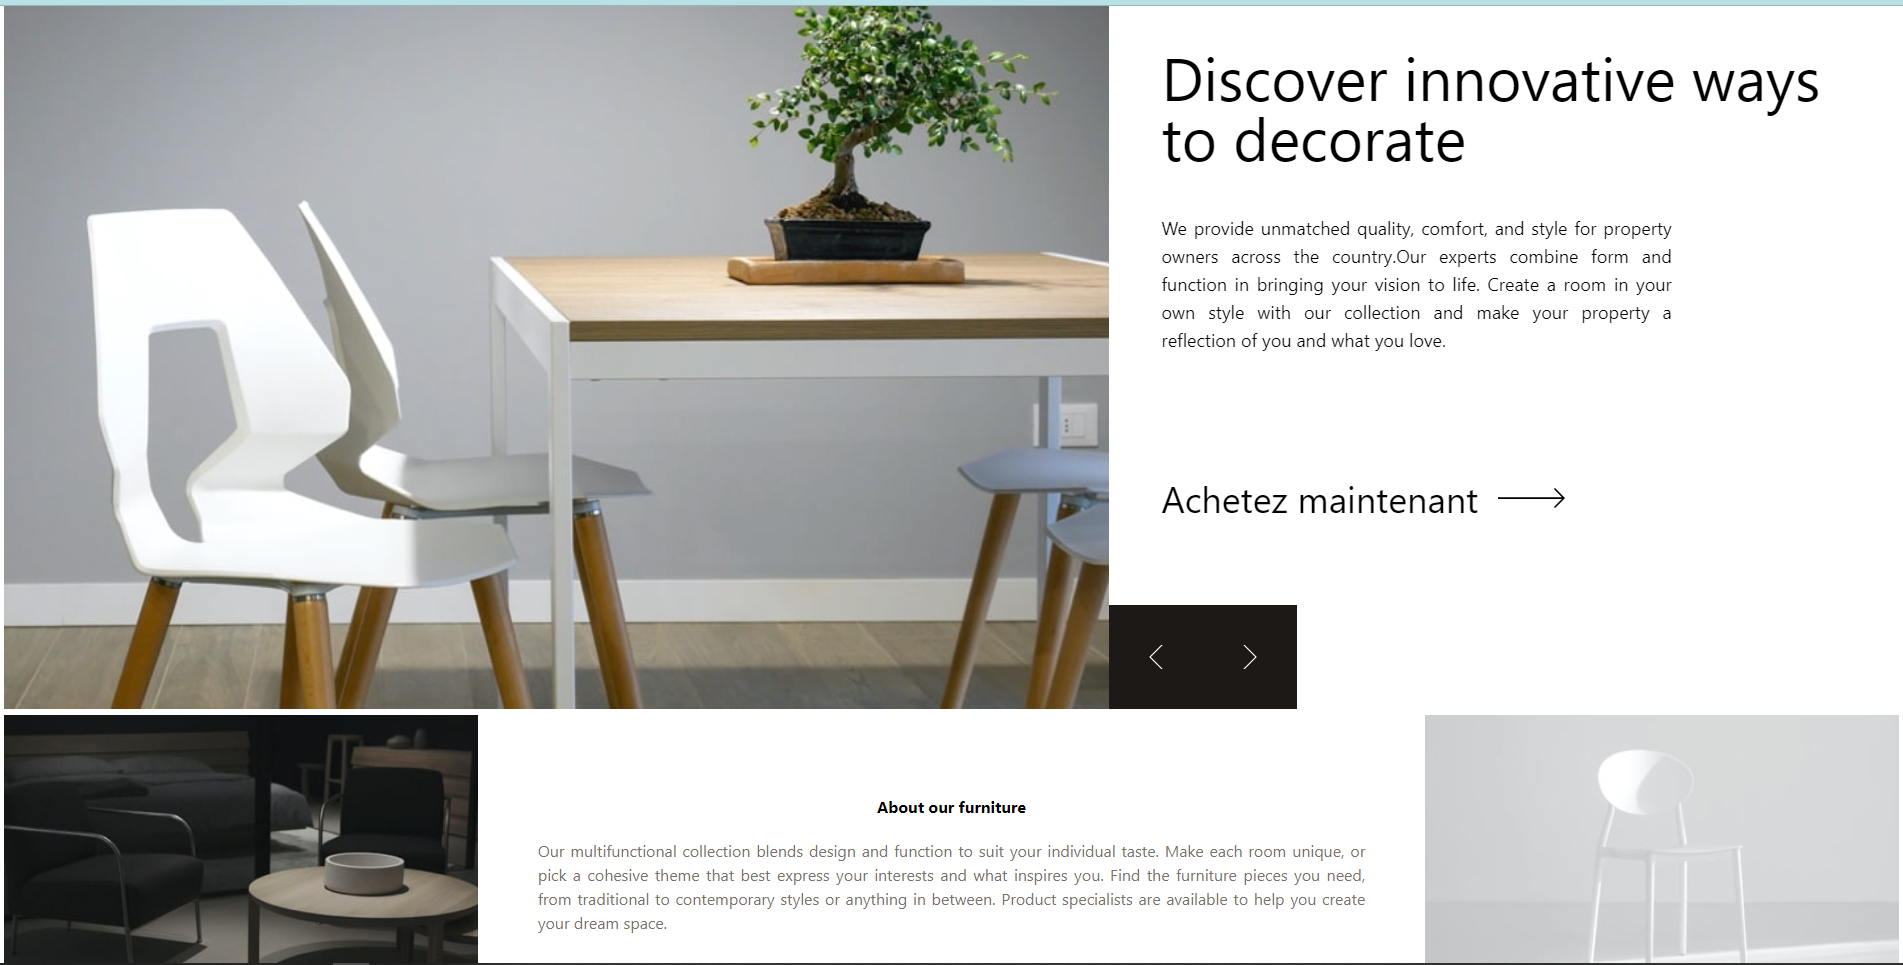 Discover innovative ways
to decorate
We provide unmatched quality, comfort, and style for property
owners across the country.Our experts combine form and
function in bringing your vision to life. Create a room in your
own style with our collection and make your property a
reflection of you and what you love.
Achetez maintenant
About our furniture
Our multifunctional collection blends design and function to suit your individual taste. Make each room unique, or
pick a cohesive theme that best express your interests and what inspires you. Find the furniture pieces you need,
from traditional to contemporary styles or anything in between. Product specialists are available to help you create
your dream space.